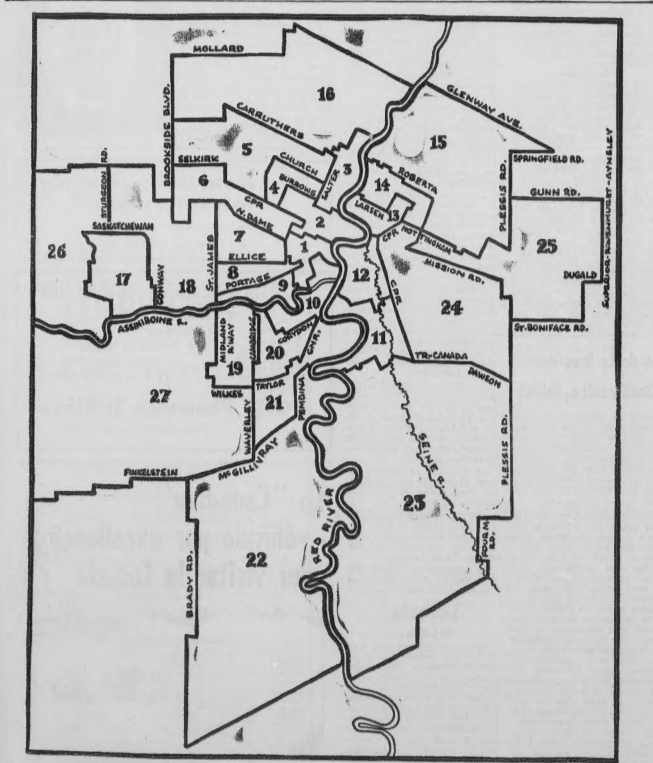 MOLLARD
GLENWAY AVE.
16
CARRUTHERS
15
BROOKSIDE BLVD.
5
SELKIRK
6
CHURCH
BURROWS
4
3
SALTER
ROBERTA
14
LARSEN
13
SPRINGFIELD RD.
PLESSIS RD.
GUNN RD.
STURGEON RD.
SASKATCHEWAN
26
17
CONWAY
18
ST. JAMES
CPR
N. DAME
7
ELLICE
8
PORTAGE
1
2
9
10
12
CPR
NOTTINGHAM
MISSION RD.
25
DUGALD
24
CPR
ST. BONIFACE RD.
ASSINIBOINE R.
MIDLAND
R'WAY
19
20
CORYDON
CNR.
11
TR-CANADA
DAWSON
27
WILKES
TAYLOR
21
PEMBINA
WAVERLEY
PLESSIS RD.
SEINE R.
FINKELSTEIN
McGILLIVRAY
23
22
BRADY RD.
RED RIVER